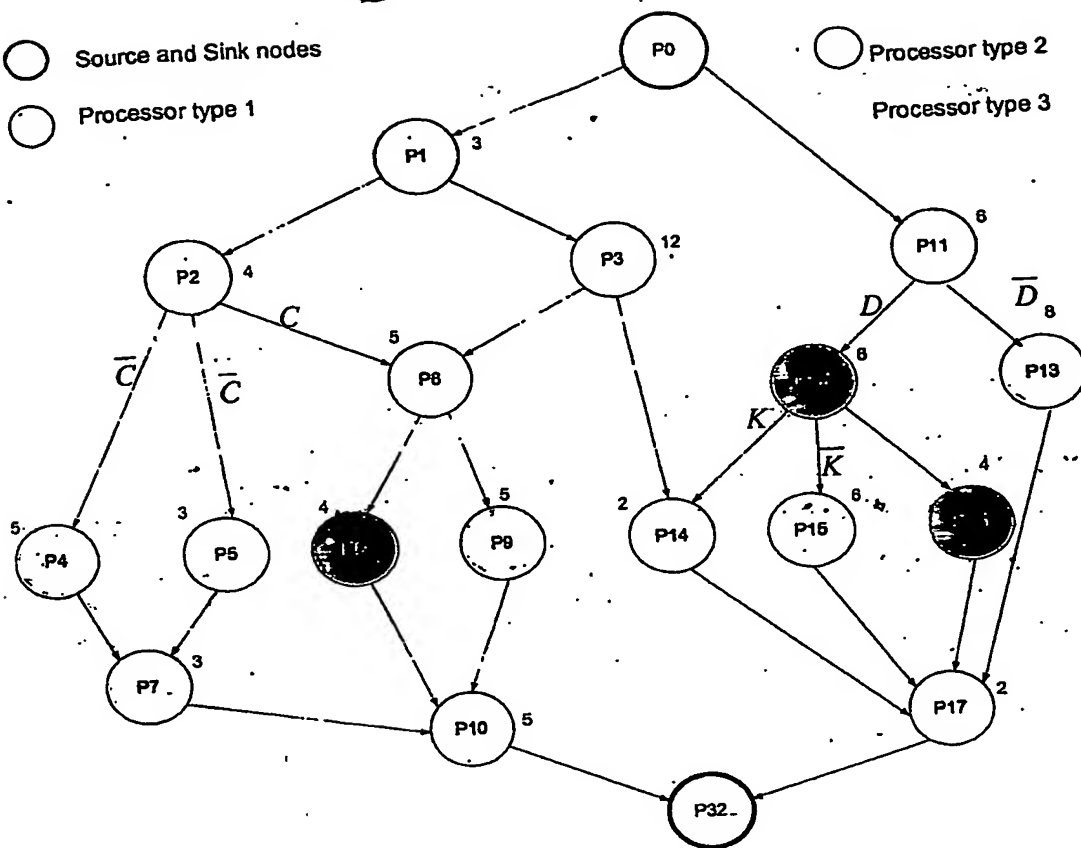 Source and Sink nodes
Processor type 1
P0
Processor type 2
Processor type 3
P1
3
P2
4
P3
12
P11
6
C
D
D̅
8
C̅
C̅
5
P6
6
P13
K
K̅
5
P4
3
P5
4
5
P9
2
P14
P15
6
4
P7
3
P10
5
P17
2
P32